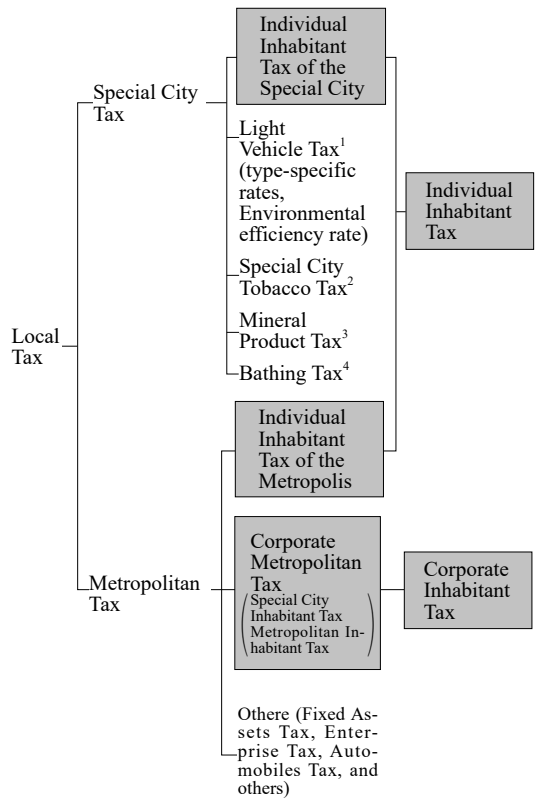 Local
Tax
Special City
Tax
Individual
Inhabitant
Tax of the
Special City
Light
Vehicle Tax¹
(type-specific
rates,
Environmental
efficiency rate)
Special City
Tobacco Tax²
Mineral
Product Tax³
Bathing Tax⁴
Individual
Inhabitant
Tax
Metropolitan
Tax
Individual
Inhabitant
Tax of the
Metropolis
Corporate
Metropolitan
Tax
(Special City
Inhabitant Tax
Metropolitan In-
habitant Tax)
Corporate
Inhabitant
Tax
Othere (Fixed As-
sets Tax, Enter-
prise Tax, Auto-
mobiles Tax, and
others)